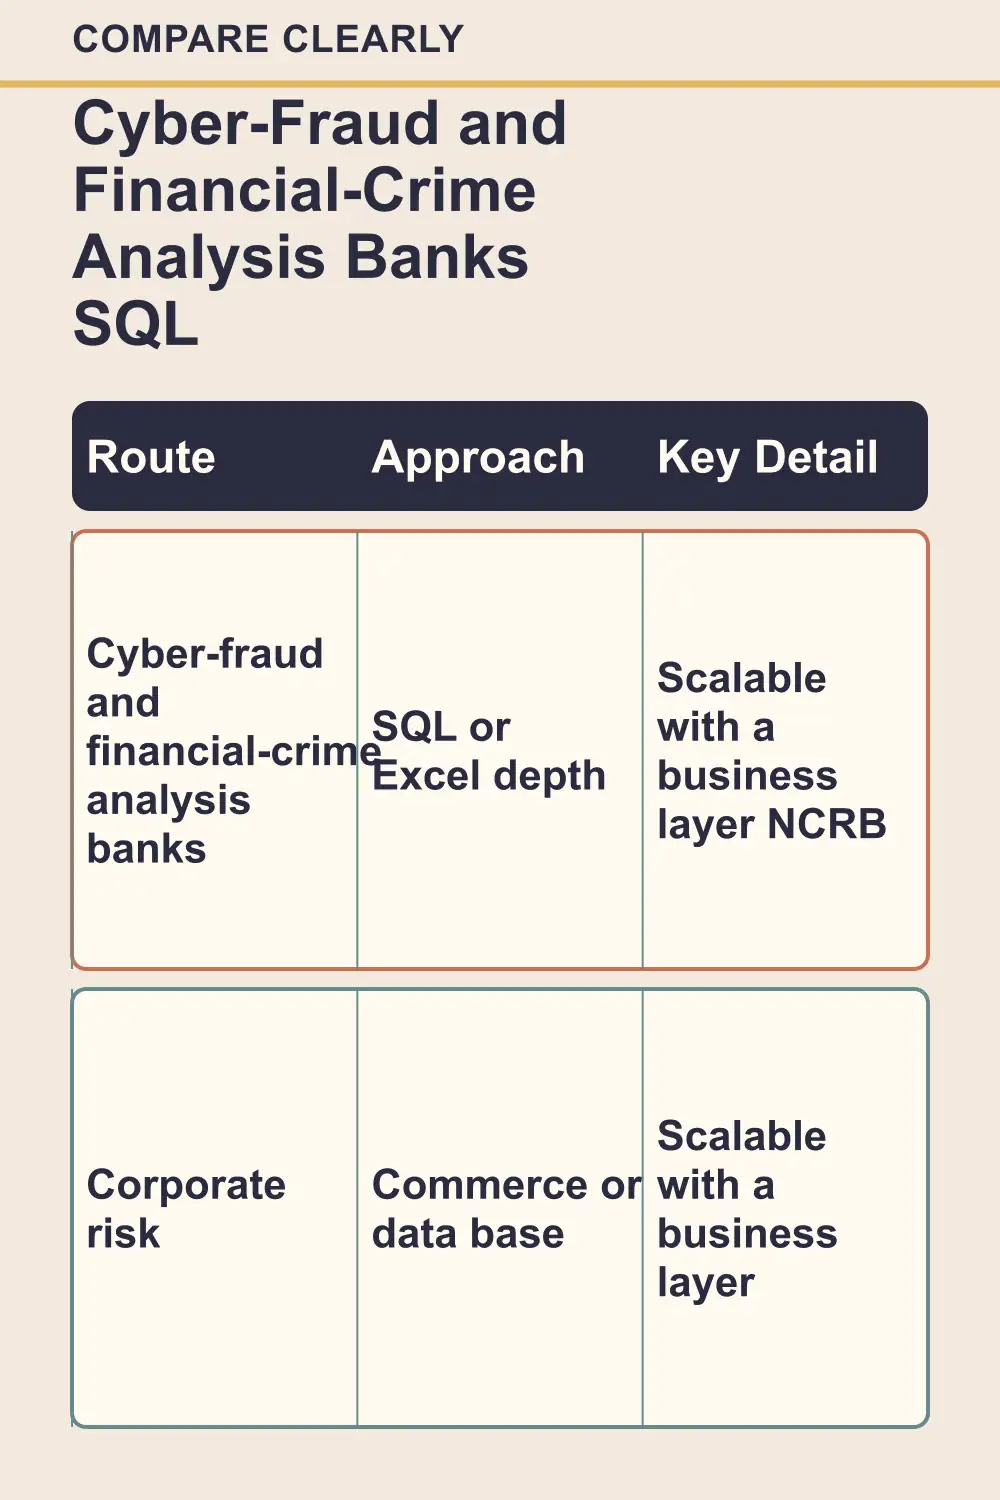 COMPARE CLEARLY
Cyber-Fraud and
Financial-Crime
Analysis Banks
SQL
Route
Approach
Key Detail
Cyber-fraud
and
financial-crime
analysis
banks
SQL or
Excel depth
Scalable
with a
business
layer NCRB
Corporate
risk
Commerce or
data base
Scalable
with a
business
layer